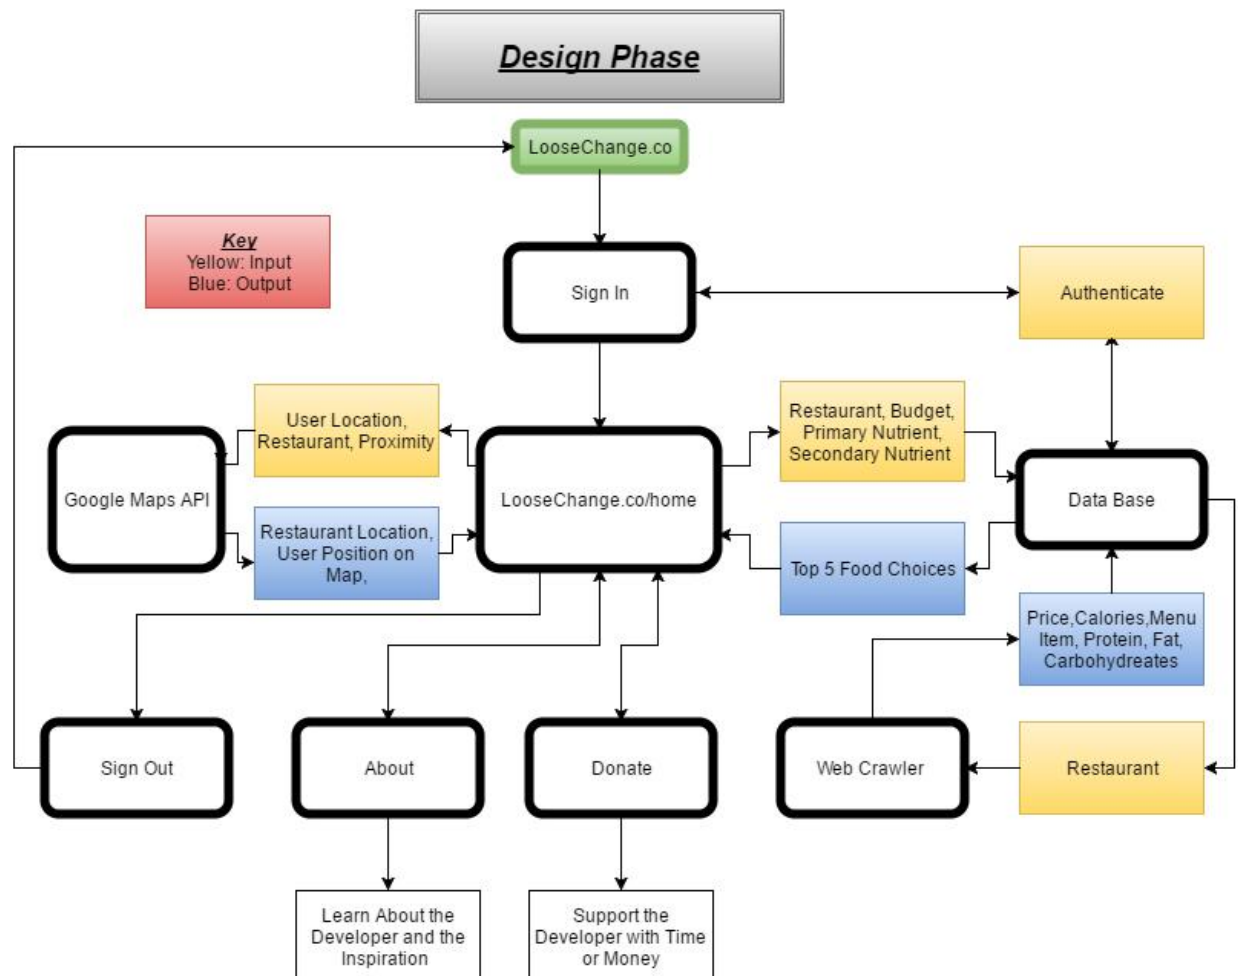 Design Phase
LooseChange.co
Key
Yellow: Input
Blue: Output
Sign In
Authenticate
User Location,
Restaurant, Proximity
Restaurant, Budget,
Primary Nutrient,
Secondary Nutrient
Google Maps API
LooseChange.co/home
Data Base
Restaurant Location,
User Position on
Map,
Top 5 Food Choices
Price,Calories,Menu
Item, Protein, Fat,
Carbohydreates
Sign Out
About
Donate
Web Crawler
Restaurant
Learn About the
Developer and the
Inspiration
Support the
Developer with Time
or Money